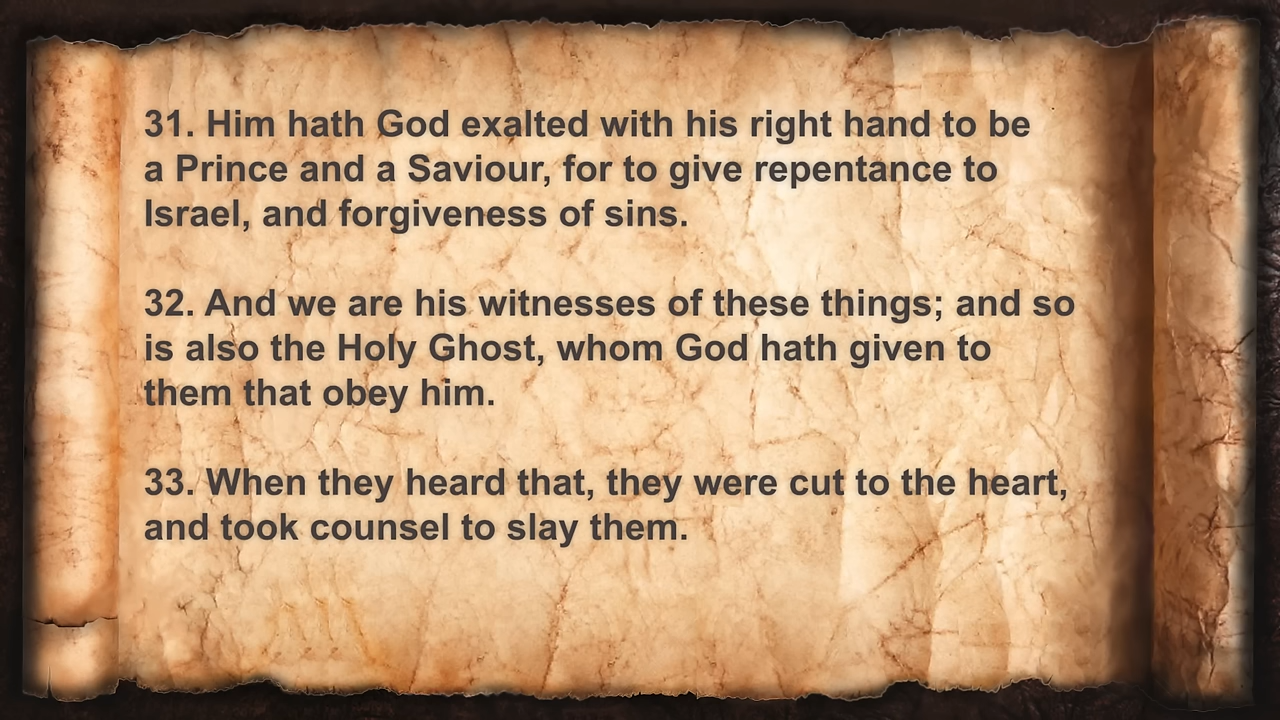 31. Him hath God exalted with his right hand to be
a Prince and a Saviour, for to give repentance to
Israel, and forgiveness of sins.
32. And we are his witnesses of these things; and so
is also the Holy Ghost, whom God hath given to
them that obey him.
33. When they heard that, they were cut to the heart,
and took counsel to slay them.